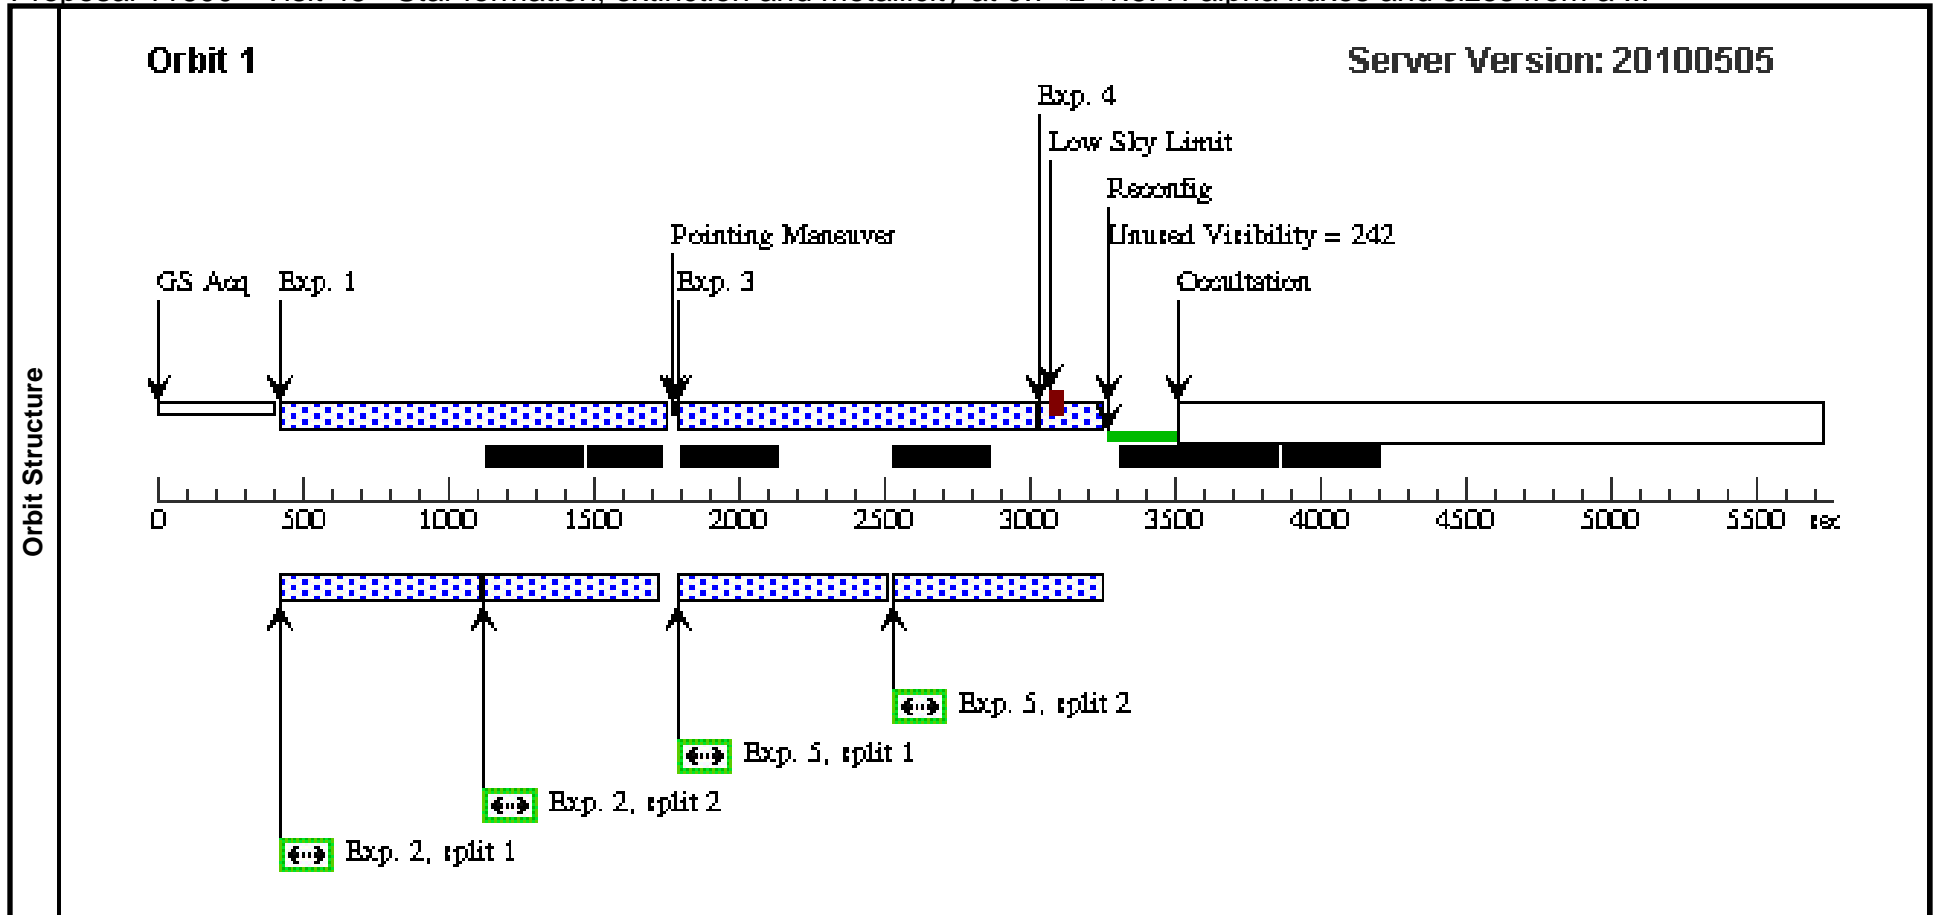 Orbit 1
Server Version: 20100505
Exp. 4
Low Sky Limit
Reconfig
Pointing Maneuver
Unused Visibility = 242
GS Acq
Exp. 1
Exp. 3
Occultation
Orbit Structure
0 500 1000 1500 2000 2500 3000 3500 4000 4500 5000 5500 sec
Exp. 5, split 2
Exp. 5, split 1
Exp. 2, split 2
Exp. 2, split 1